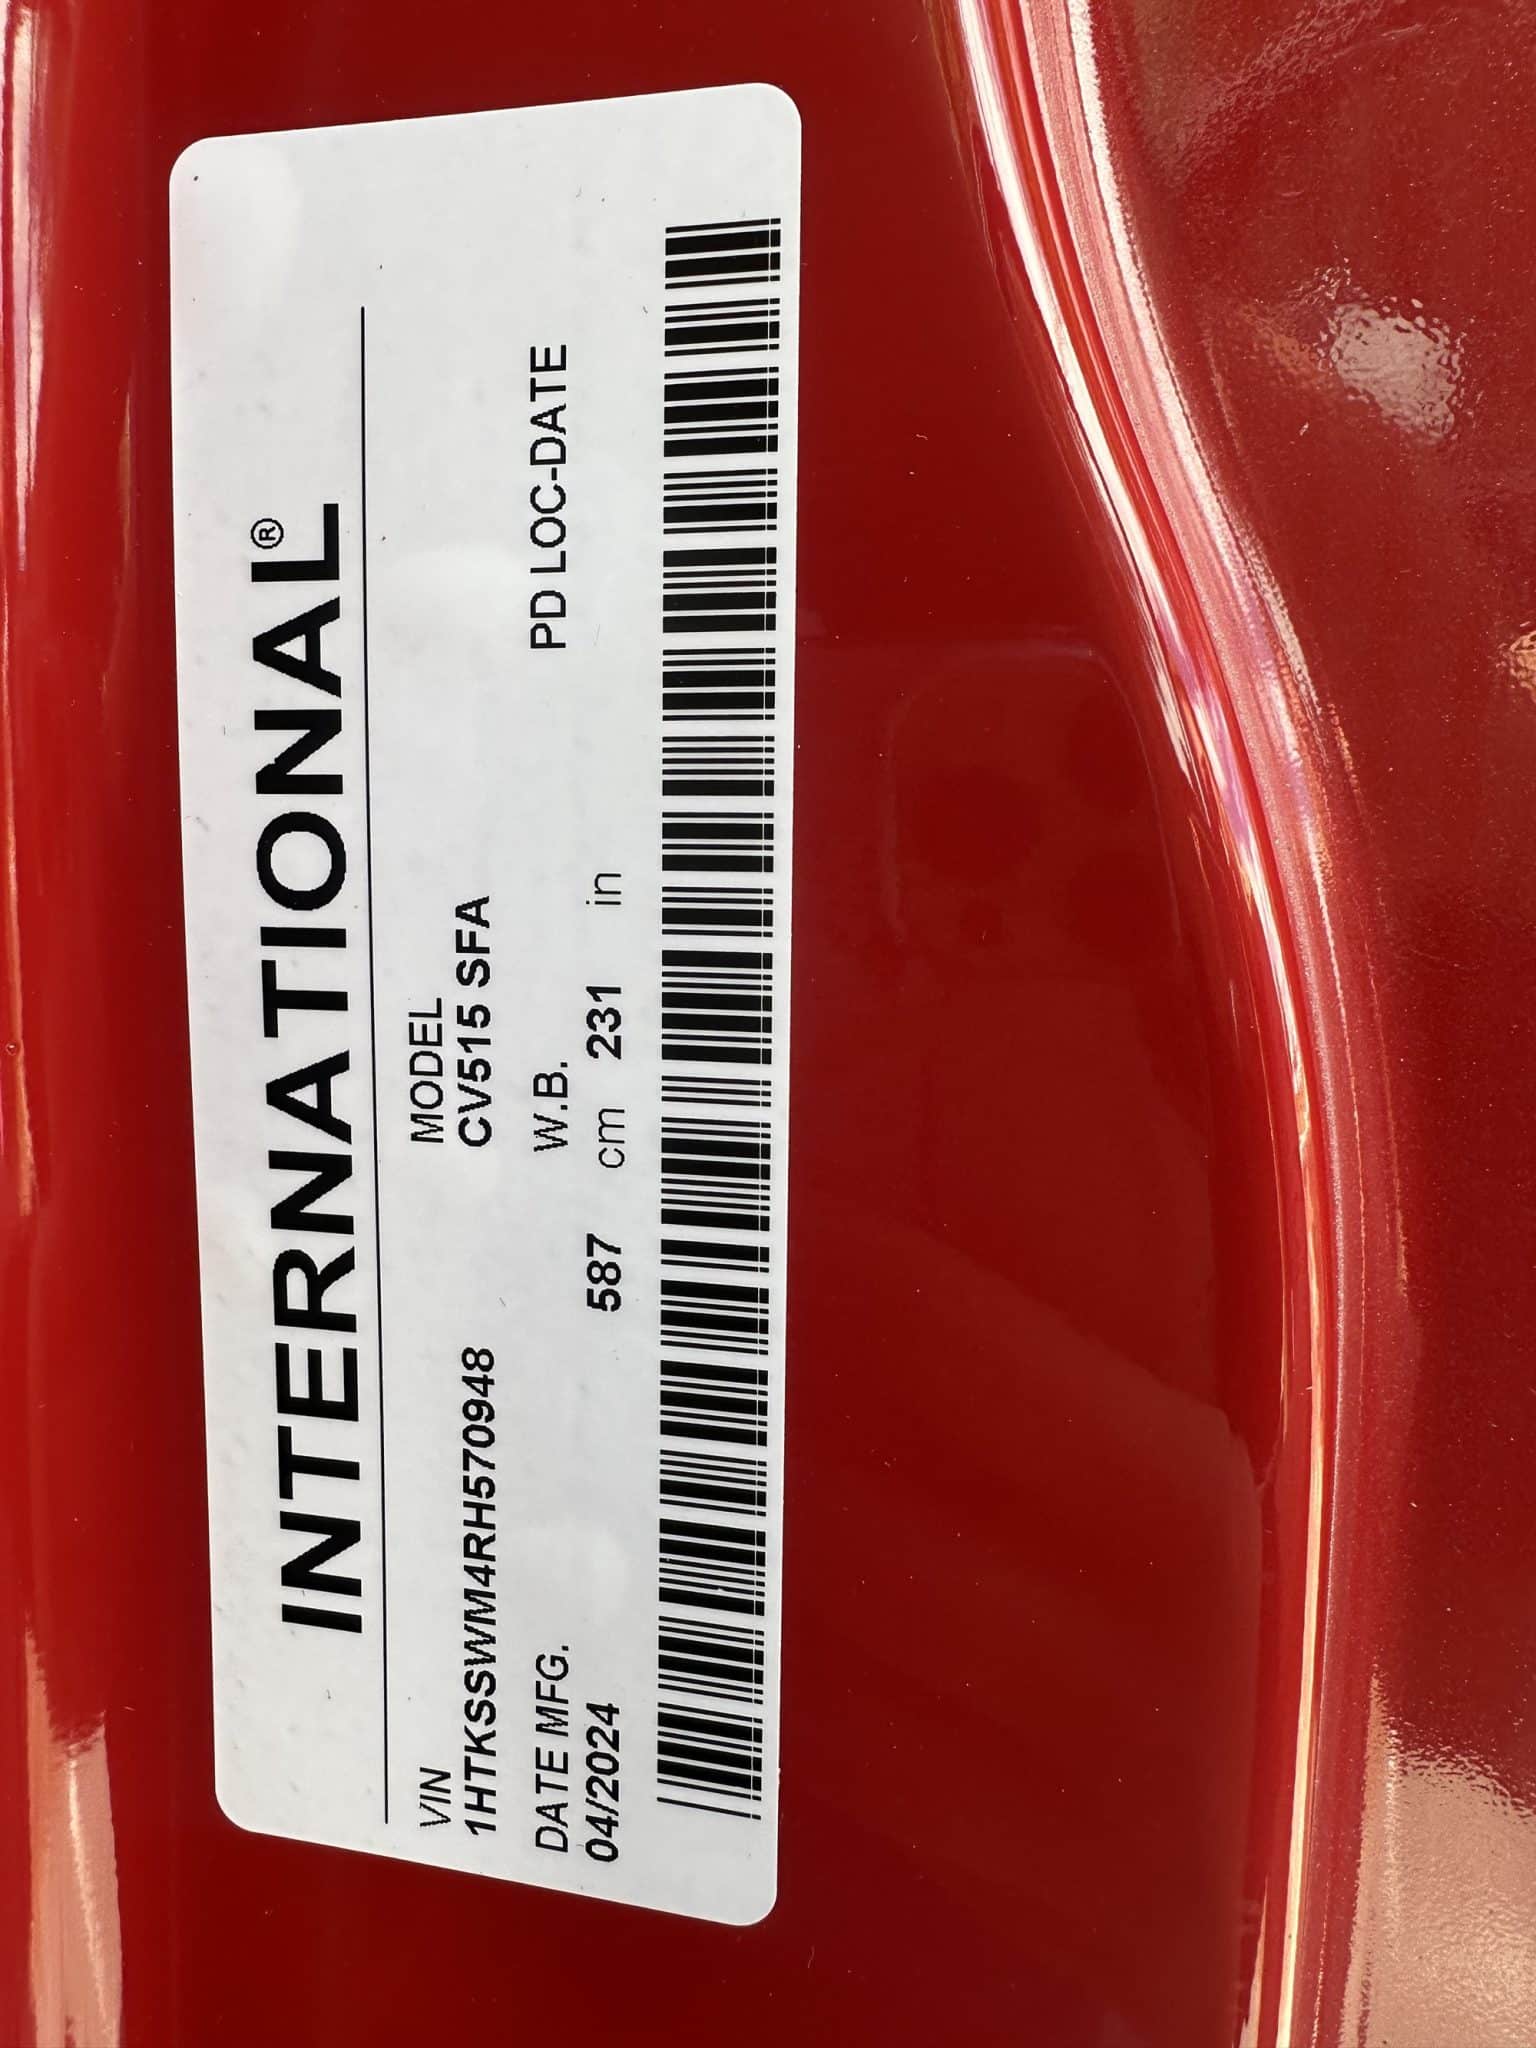 INTERNATIONAL®
VIN MODEL
1HTKSSWM4RH570948 CV515 SFA
DATE MFG. W.B. PD LOC-DATE
04/2024 587 cm 231 in